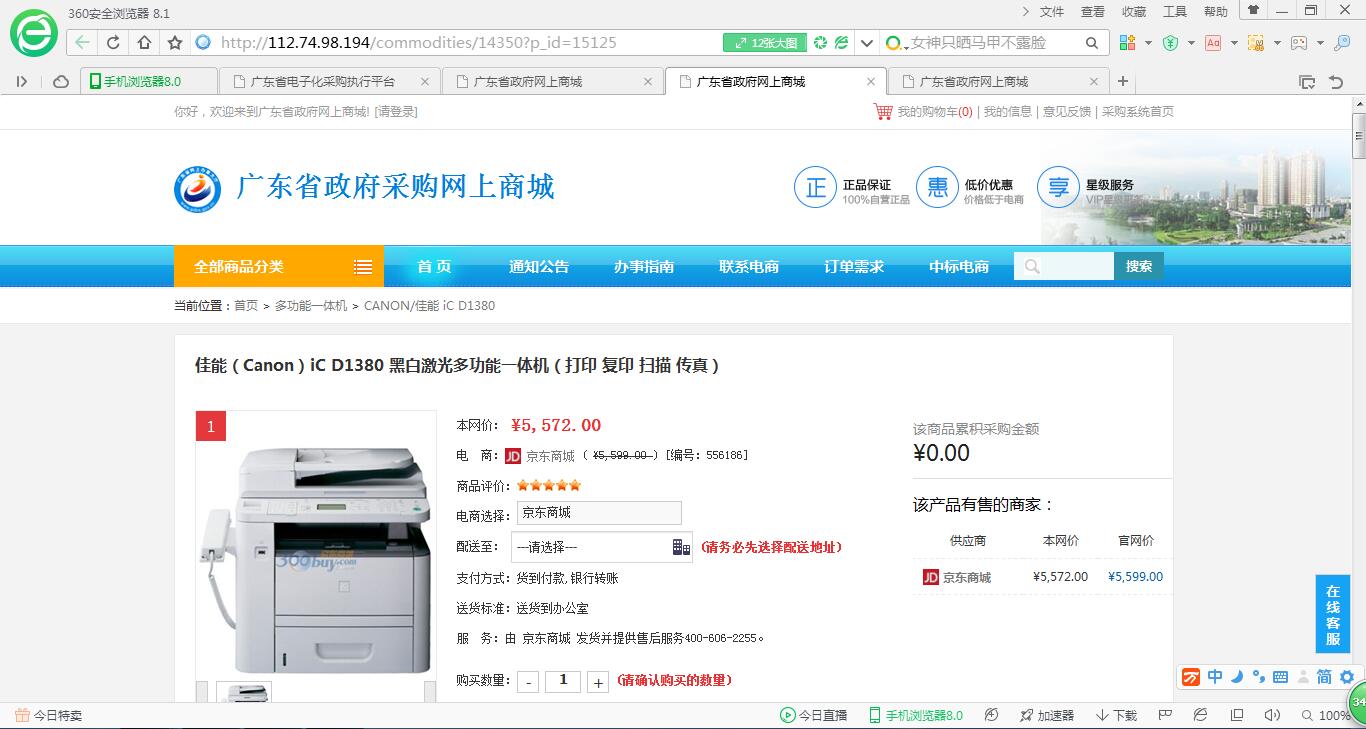 360安全浏览器 8.1
文件 查看 收藏 工具 帮助
http://112.74.98.194/commodities/14350?p_id=15125
12张大图
女神只晒马甲不露脸
手机浏览器8.0
广东省电子化采购执行平台
广东省政府网上商城
广东省政府网上商城
广东省政府网上商城
你好，欢迎来到广东省政府网上商城! [请登录]
我的购物车(0) | 我的信息 | 意见反馈 | 采购系统首页
广东省政府采购网上商城
正 正品保证 100%自营正品
惠 低价优惠 价格低于电商
享 星级服务
全部商品分类
首 页 通知公告 办事指南 联系电商 订单需求 中标电商
搜索
当前位置：首页 > 多功能一体机 > CANON/佳能 iC D1380
佳能（Canon）iC D1380 黑白激光多功能一体机（打印 复印 扫描 传真）
1
360buy.com
本网价： ¥5,572.00
电 商： JD 京东商城 （ ¥5,599.00 ）[编号：556186]
商品评价：
电商选择： 京东商城
配送至： ---请选择--- （请务必先选择配送地址）
支付方式：货到付款,银行转账
送货标准：送货到办公室
服 务：由 京东商城 发货并提供售后服务400-606-2255。
购买数量： - 1 + （请确认购买的数量）
该商品累积采购金额
¥0.00
该产品有售的商家：
供应商 本网价 官网价
JD 京东商城 ¥5,572.00 ¥5,599.00
在线客服
中 简
34
今日特卖
今日直播 手机浏览器8.0 加速器 下载 100%